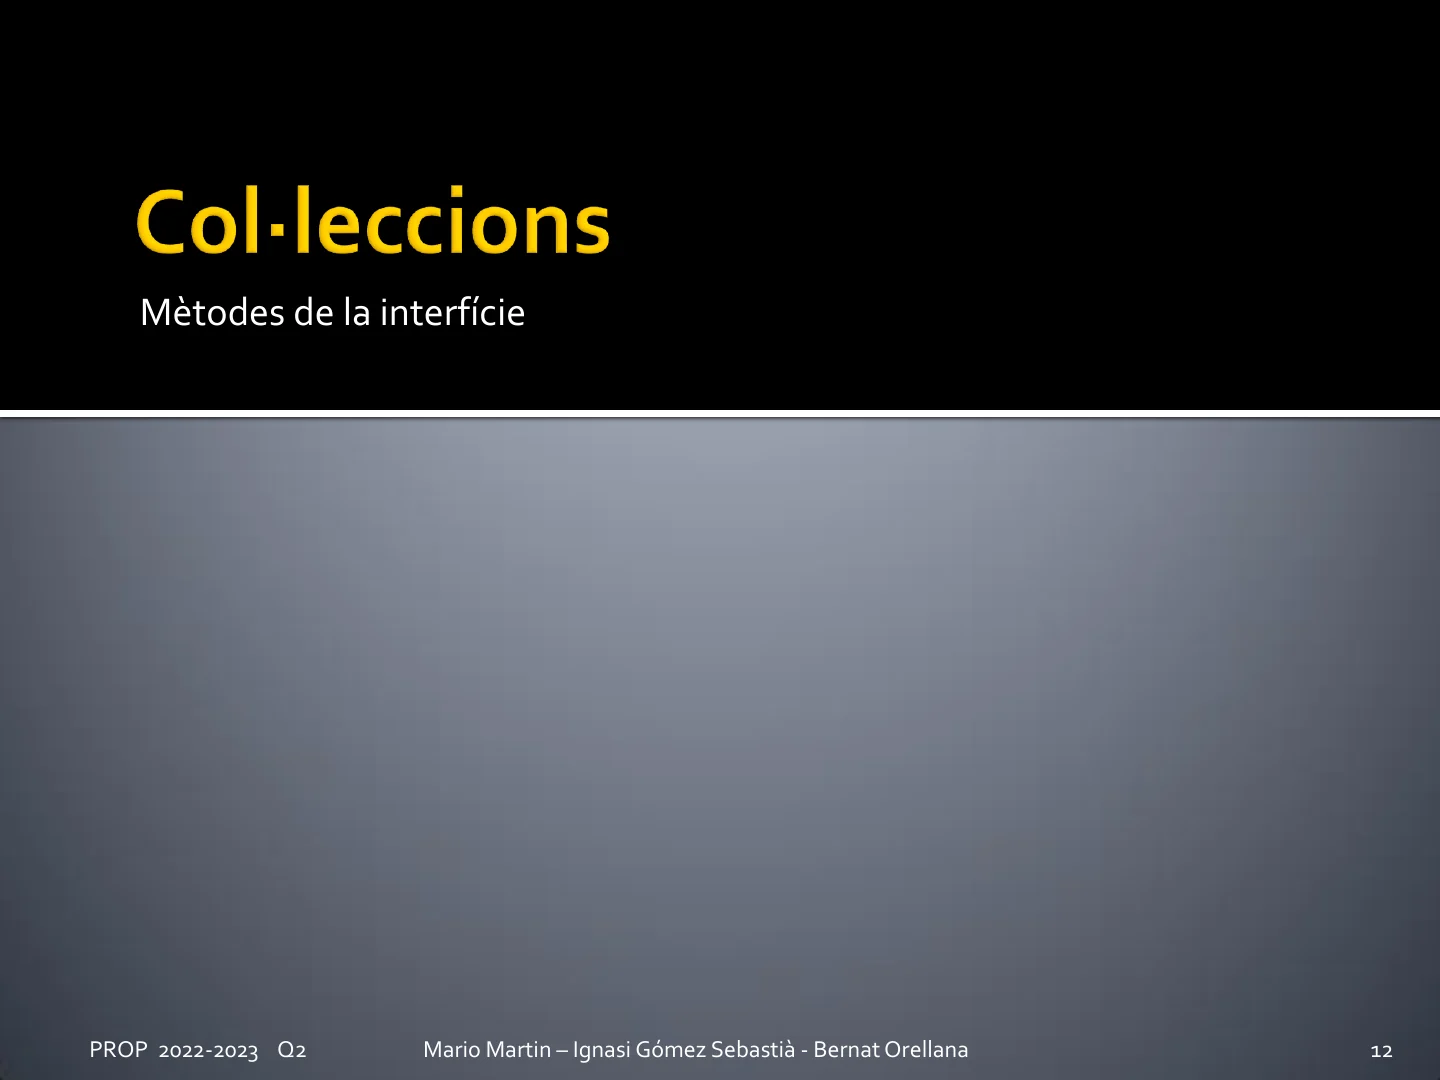 Col·leccions
Mètodes de la interfície
PROP 2022-2023 Q2
Mario Martin – Ignasi Gómez Sebastià - Bernat Orellana
12